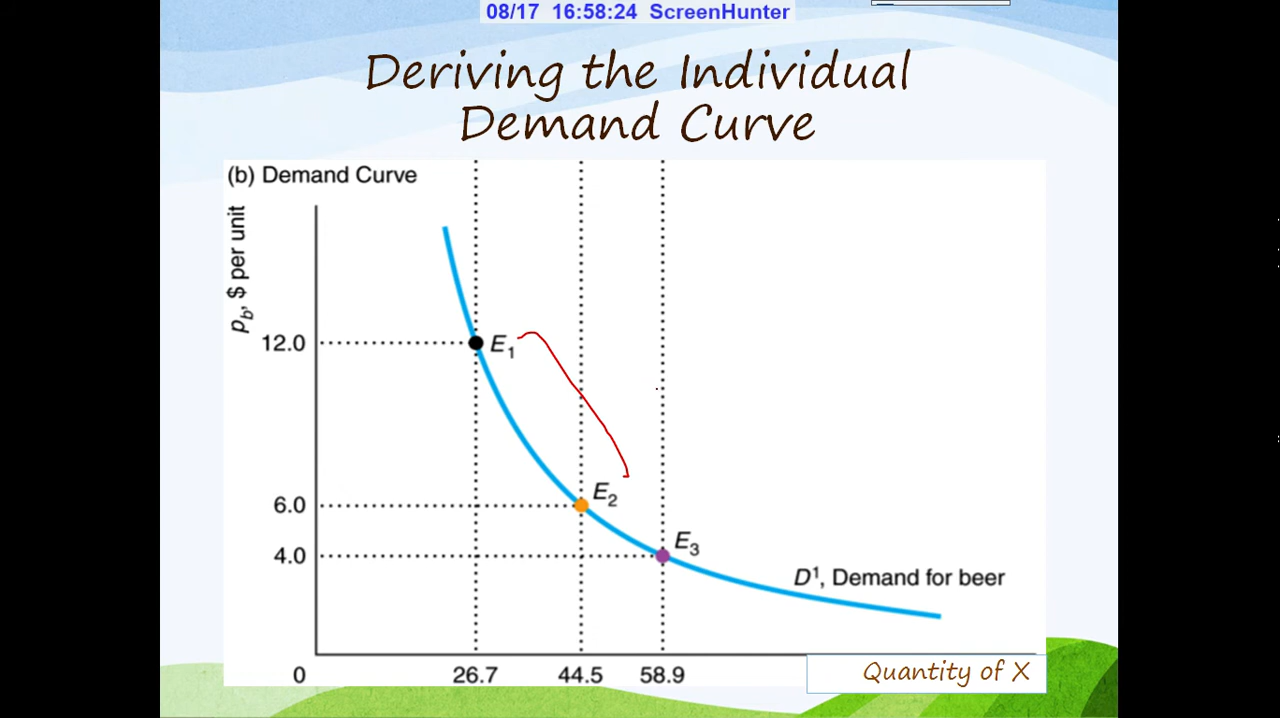 08/17 16:58:24 ScreenHunter
Deriving the Individual
Demand Curve
(b) Demand Curve
p_b, $ per unit
12.0
E₁
E₂
6.0
E₃
4.0
D¹, Demand for beer
0
26.7
44.5
58.9
Quantity of X